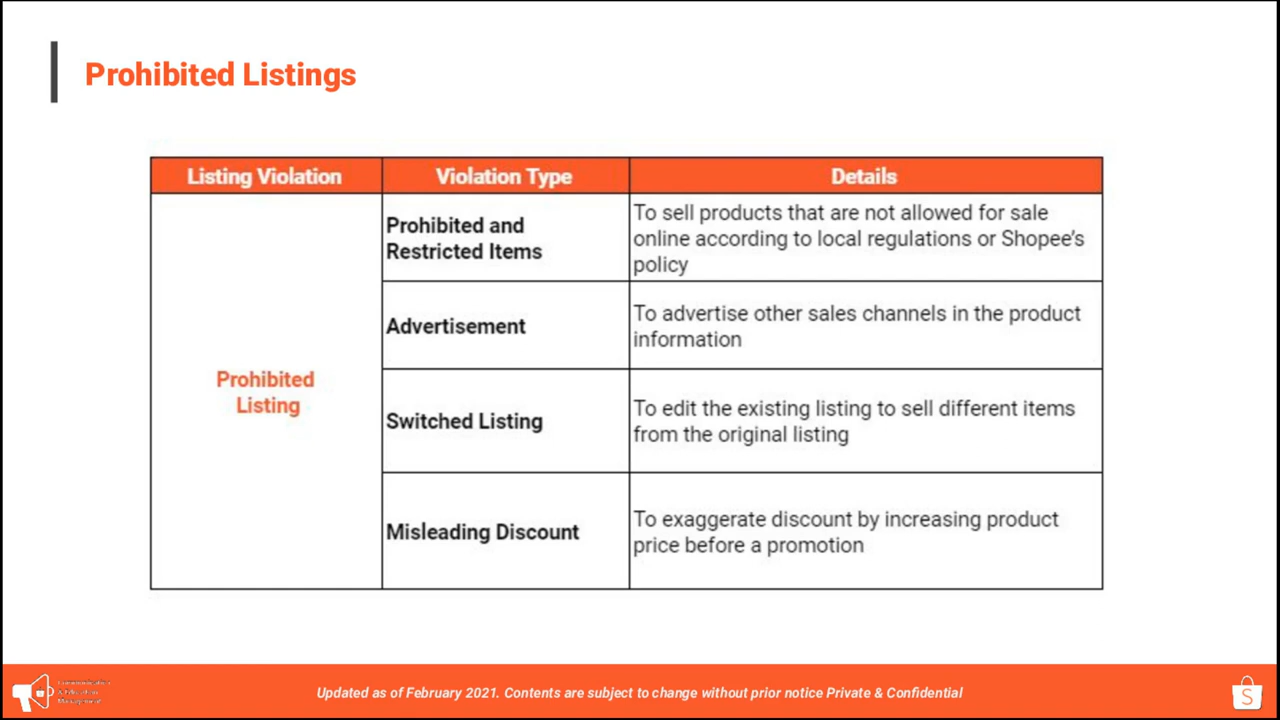 Prohibited Listings
Listing Violation
Violation Type
Details
Prohibited
Listing
Prohibited and
Restricted Items
To sell products that are not allowed for sale
online according to local regulations or Shopee’s
policy
Advertisement
To advertise other sales channels in the product
information
Switched Listing
To edit the existing listing to sell different items
from the original listing
Misleading Discount
To exaggerate discount by increasing product
price before a promotion
Management
Updated as of February 2021. Contents are subject to change without prior notice Private & Confidential
S